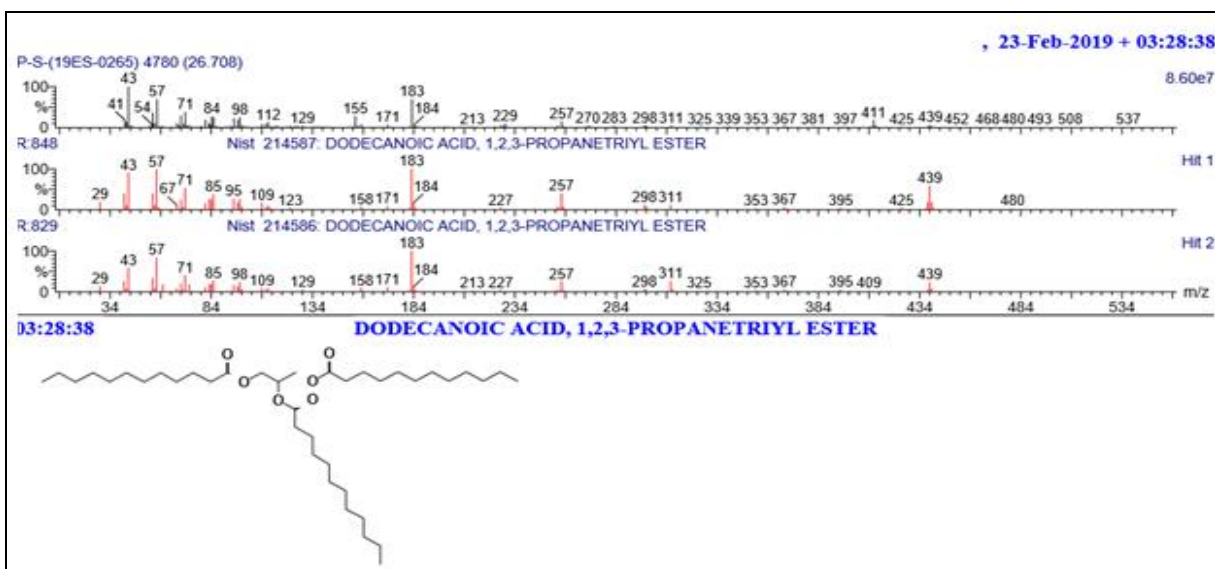 , 23-Feb-2019 + 03:28:38
P-S-(19ES-0265) 4780 (26.708)
8.60e7
100
%
0
41 43 54 57 71 84 98 112 129 155 171 183 184 213 229 257 270 283 298 311 325 339 353 367 381 397 411 425 439 452 468 480 493 508 537
R:848 Nist 214587: DODECANOIC ACID, 1,2,3-PROPANETRIYL ESTER Hit 1
100
%
0
29 43 57 67 71 85 95 109 123 158 171 183 184 227 257 298 311 353 367 395 425 439 480
R:829 Nist 214586: DODECANOIC ACID, 1,2,3-PROPANETRIYL ESTER Hit 2
100
%
0
29 43 57 71 85 98 109 129 158 171 183 184 213 227 257 298 311 325 353 367 395 409 439
m/z
34 84 134 184 234 284 334 384 434 484 534
03:28:38 DODECANOIC ACID, 1,2,3-PROPANETRIYL ESTER
O O
O O
O O